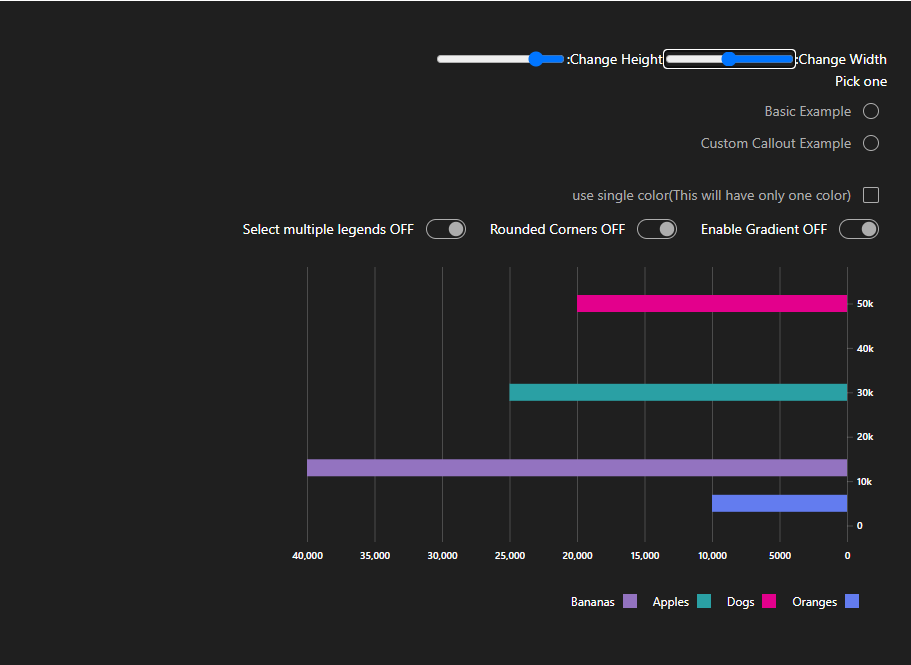 :Change Height :Change Width
Pick one
Basic Example
Custom Callout Example
use single color(This will have only one color)
Select multiple legends OFF Rounded Corners OFF Enable Gradient OFF
50k
40k
30k
20k
10k
0
40,000 35,000 30,000 25,000 20,000 15,000 10,000 5000 0
Bananas Apples Dogs Oranges